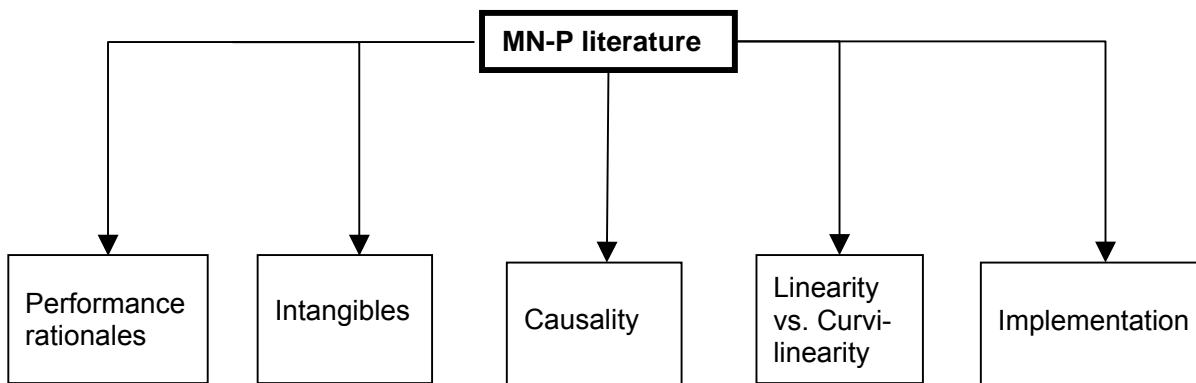 MN-P literature
Performance
rationales
Intangibles
Causality
Linearity
vs. Curvi-
linearity
Implementation